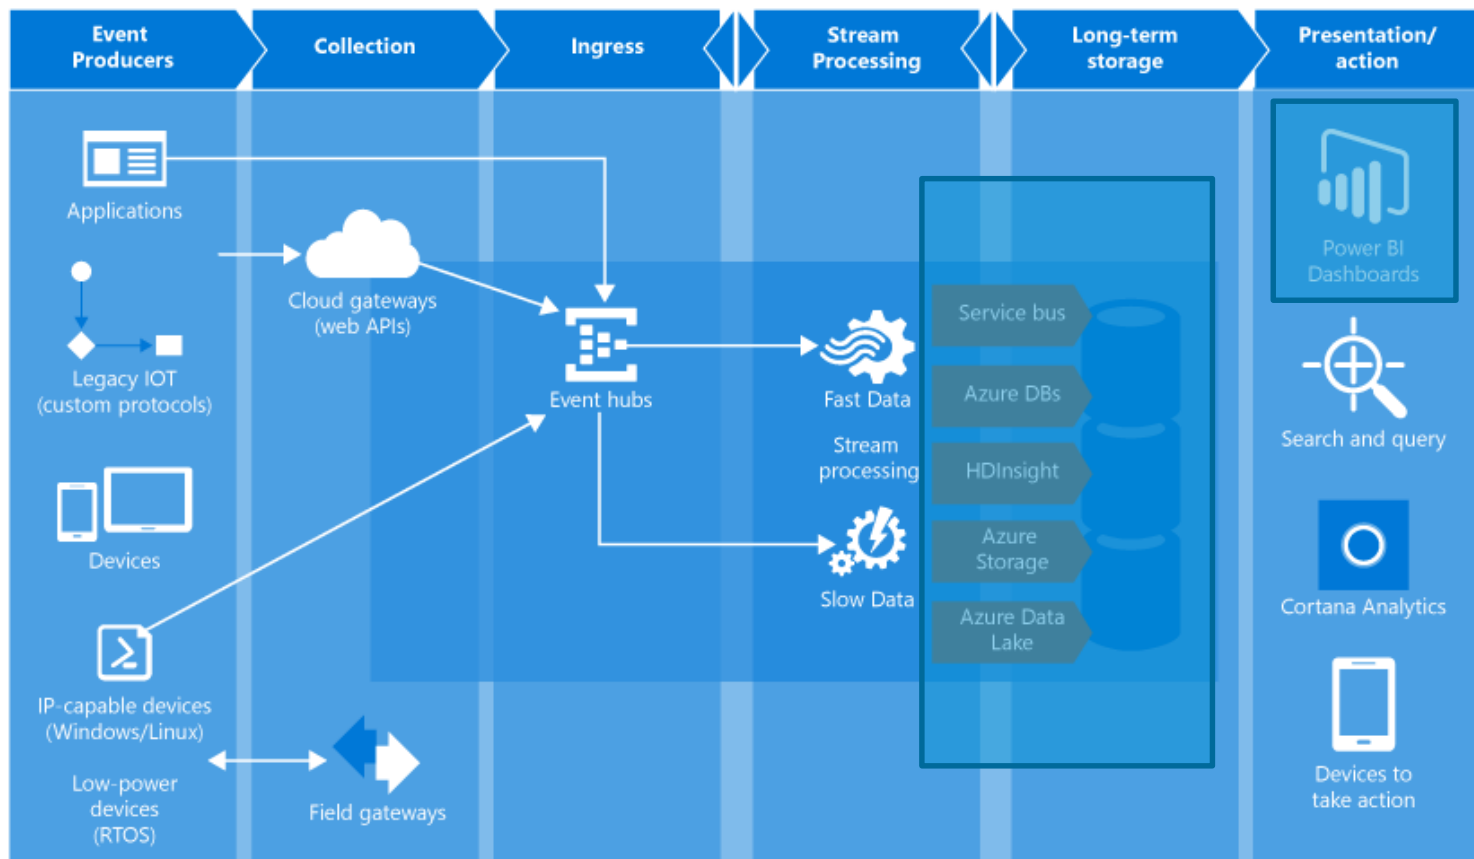 Event
Producers
Collection
Ingress
Stream
Processing
Long-term
storage
Presentation/
action
Applications
Legacy IOT
(custom protocols)
Devices
IP-capable devices
(Windows/Linux)
Low-power
devices
(RTOS)
Cloud gateways
(web APIs)
Field gateways
Event hubs
Fast Data
Stream
processing
Slow Data
Service bus
Azure DBs
HDInsight
Azure
Storage
Azure Data
Lake
Power BI
Dashboards
Search and query
Cortana Analytics
Devices to
take action